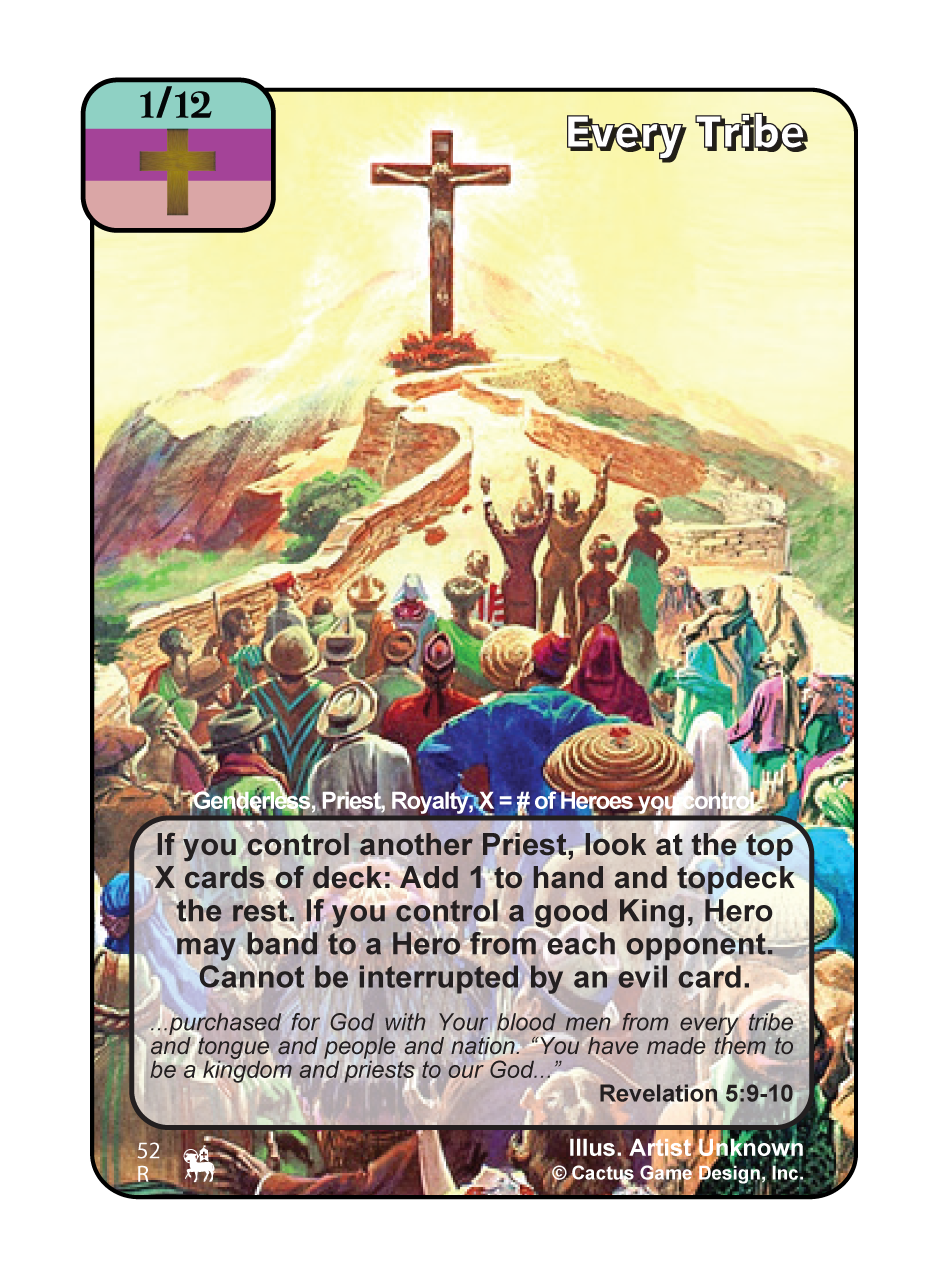 1/12
Every Tribe
Genderless, Priest, Royalty, X = # of Heroes you control
If you control another Priest, look at the top
X cards of deck: Add 1 to hand and topdeck
the rest. If you control a good King, Hero
may band to a Hero from each opponent.
Cannot be interrupted by an evil card.
...purchased for God with Your blood men from every tribe
and tongue and people and nation. “You have made them to
be a kingdom and priests to our God...”
Revelation 5:9-10
52
R
Illus. Artist Unknown
© Cactus Game Design, Inc.